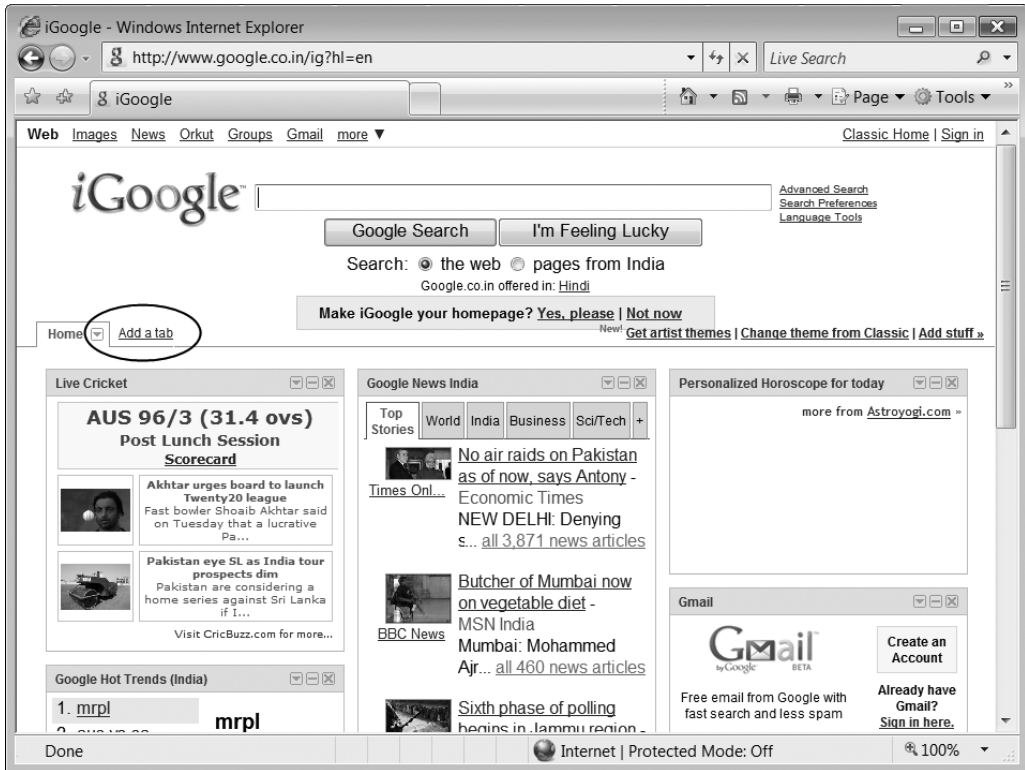 iGoogle - Windows Internet Explorer
http://www.google.co.in/ig?hl=en
Live Search
iGoogle
Page
Tools
Web Images News Orkut Groups Gmail more ▼
Classic Home | Sign in
iGoogle™
Advanced Search
Search Preferences
Language Tools
Google Search
I'm Feeling Lucky
Search: the web pages from India
Google.co.in offered in: Hindi
Make iGoogle your homepage? Yes, please | Not now
Home
Add a tab
New! Get artist themes | Change theme from Classic | Add stuff »
Live Cricket
AUS 96/3 (31.4 ovs)
Post Lunch Session
Scorecard
Akhtar urges board to launch
Twenty20 league
Fast bowler Shoaib Akhtar said
on Tuesday that a lucrative
Pa...
Pakistan eye SL as India tour
prospects dim
Pakistan are considering a
home series against Sri Lanka
if I...
Visit CricBuzz.com for more...
Google Hot Trends (India)
1. mrpl
mrpl
Google News India
Top
Stories
World
India
Business
Sci/Tech
+
No air raids on Pakistan
as of now, says Antony -
Times Onl...
Economic Times
NEW DELHI: Denying
s... all 3,871 news articles
Butcher of Mumbai now
on vegetable diet -
BBC News
MSN India
Mumbai: Mohammed
Ajr... all 460 news articles
Sixth phase of polling
begins in Jammu region -
Personalized Horoscope for today
more from Astroyogi.com »
Gmail
Gmail™
by Google BETA
Create an
Account
Free email from Google with
fast search and less spam
Already have
Gmail?
Sign in here.
Done
Internet | Protected Mode: Off
100%